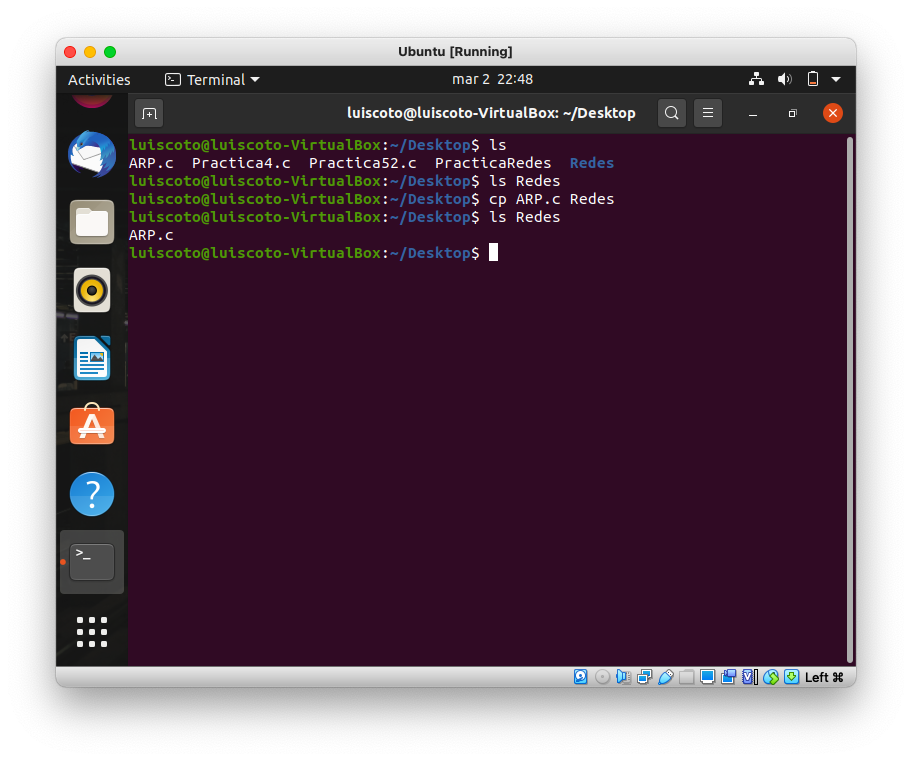 Ubuntu [Running]
Activities Terminal mar 2 22:48
luiscoto@luiscoto-VirtualBox: ~/Desktop
luiscoto@luiscoto-VirtualBox:~/Desktop$ ls
ARP.c  Practica4.c  Practica52.c  PracticaRedes  Redes
luiscoto@luiscoto-VirtualBox:~/Desktop$ ls Redes
luiscoto@luiscoto-VirtualBox:~/Desktop$ cp ARP.c Redes
luiscoto@luiscoto-VirtualBox:~/Desktop$ ls Redes
ARP.c
luiscoto@luiscoto-VirtualBox:~/Desktop$
Left ⌘